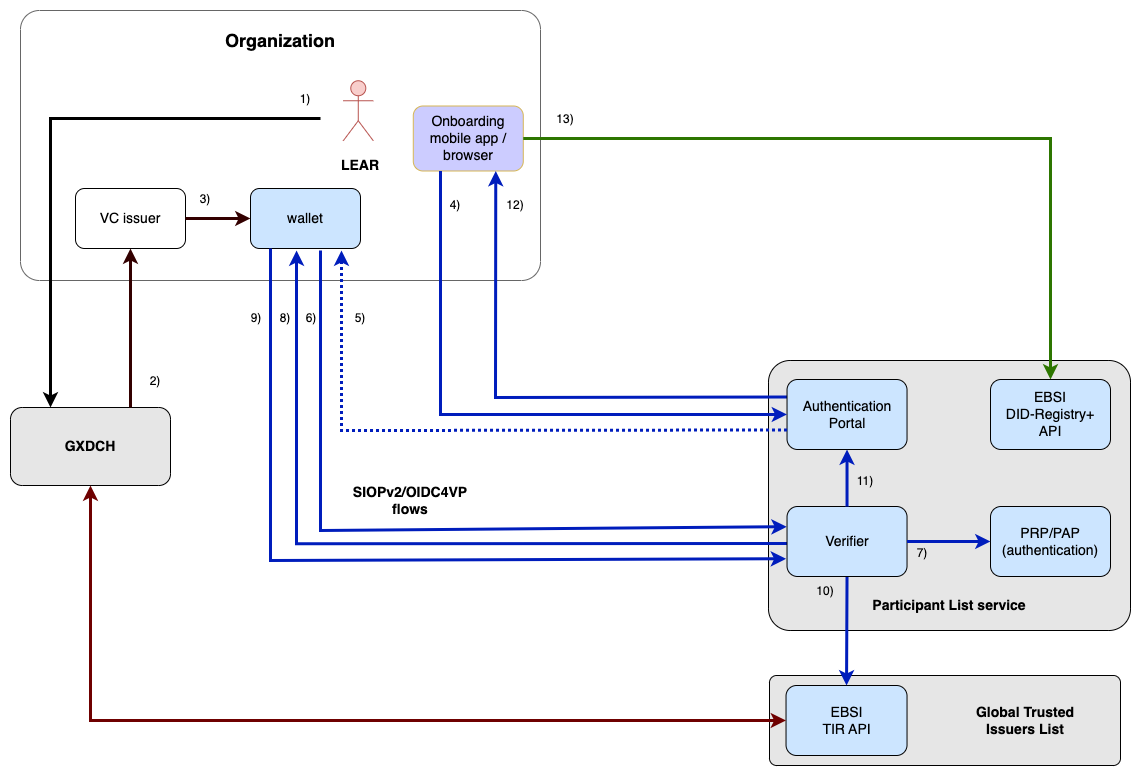 Organization
1)
LEAR
Onboarding
mobile app /
browser
13)
VC issuer
3)
wallet
4)
12)
9)
8)
6)
5)
2)
GXDCH
Authentication
Portal
EBSI
DID-Registry+
API
11)
SIOPv2/OIDC4VP
flows
Verifier
7)
PRP/PAP
(authentication)
10)
Participant List service
EBSI
TIR API
Global Trusted
Issuers List